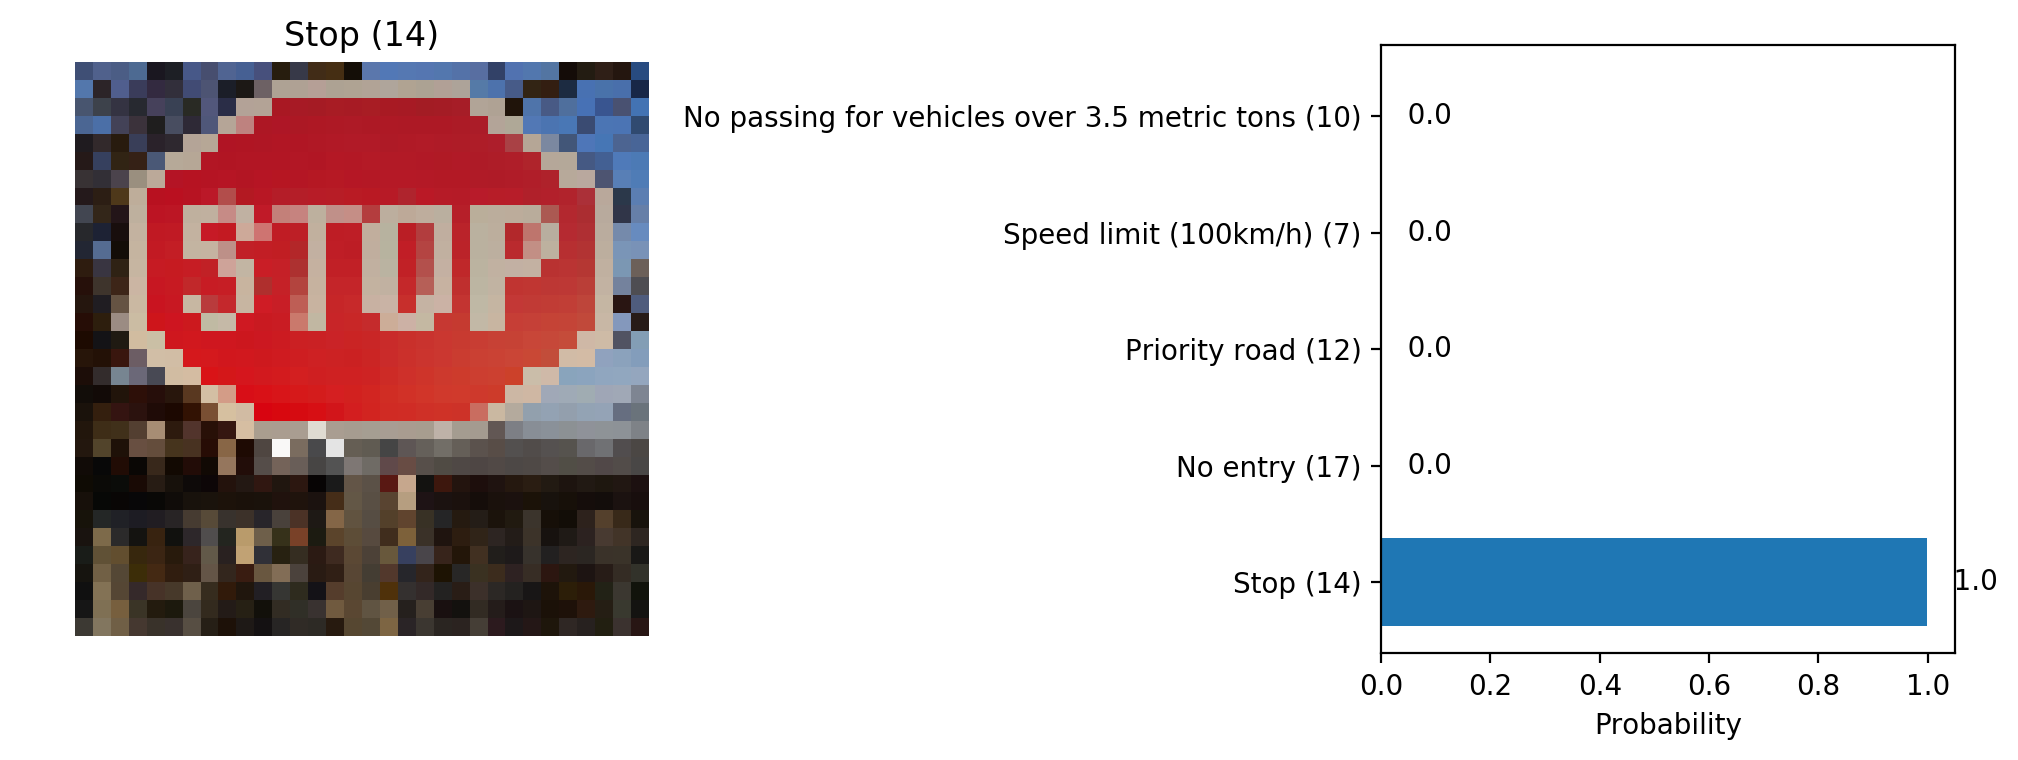 Stop (14)
STOP
No passing for vehicles over 3.5 metric tons (10)
0.0
Speed limit (100km/h) (7)
0.0
Priority road (12)
0.0
No entry (17)
0.0
Stop (14)
1.0
0.0 0.2 0.4 0.6 0.8 1.0
Probability